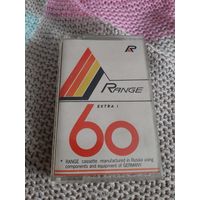 R
RANGE
EXTRA I
60
• RANGE cassette, manufactured in Russia using
components and equipment of GERMANY